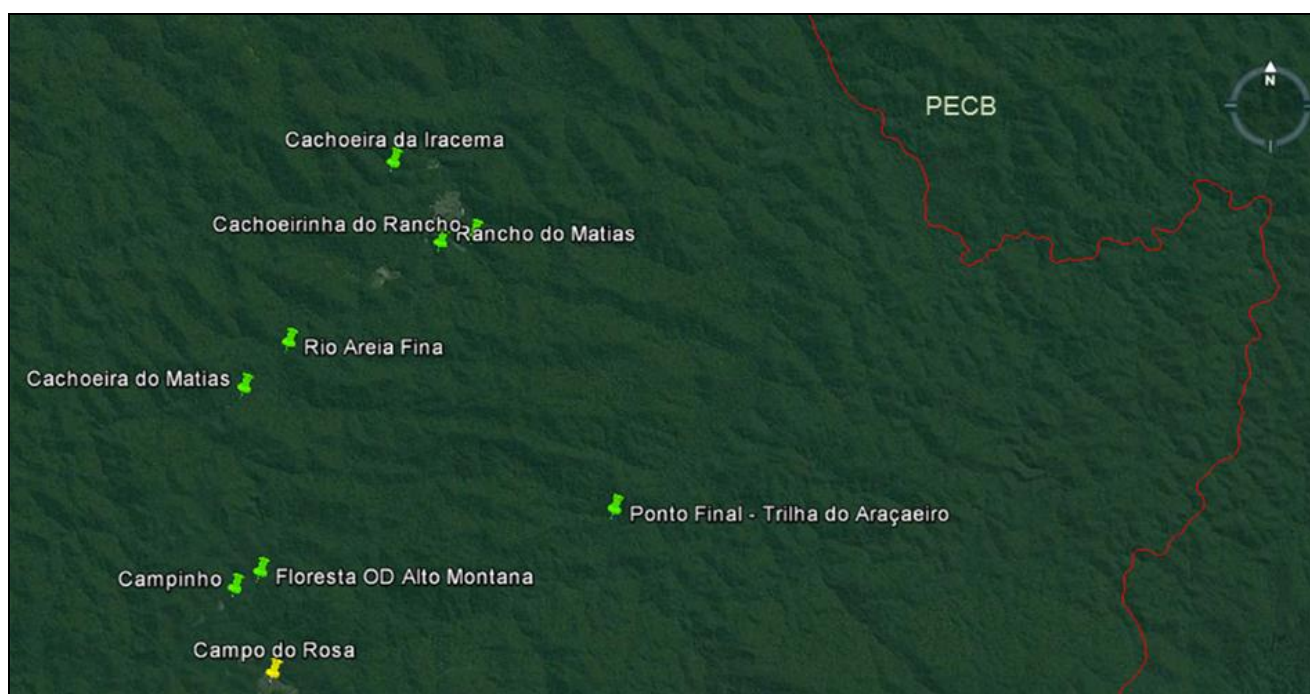 PECB
N
Cachoeira da Iracema
Cachoeirinha do Rancho
Rancho do Matias
Rio Areia Fina
Cachoeira do Matias
Ponto Final - Trilha do Araçaeiro
Floresta OD Alto Montana
Campinho
Campo do Rosa